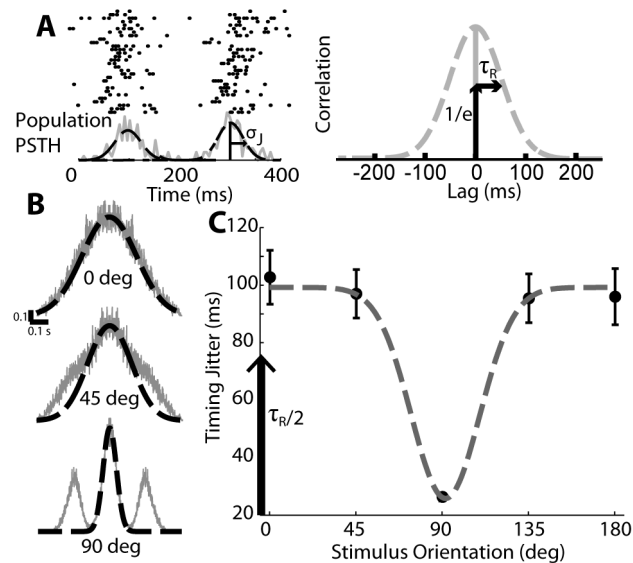 A
Population
PSTH
σJ
0
200
400
Time (ms)
Correlation
τR
1/e
-200
-100
0
100
200
Lag (ms)
B
0 deg
0.1
0.1 s
45 deg
90 deg
C
120
100
80
60
40
20
Timing Jitter (ms)
τR/2
0
45
90
135
180
Stimulus Orientation (deg)